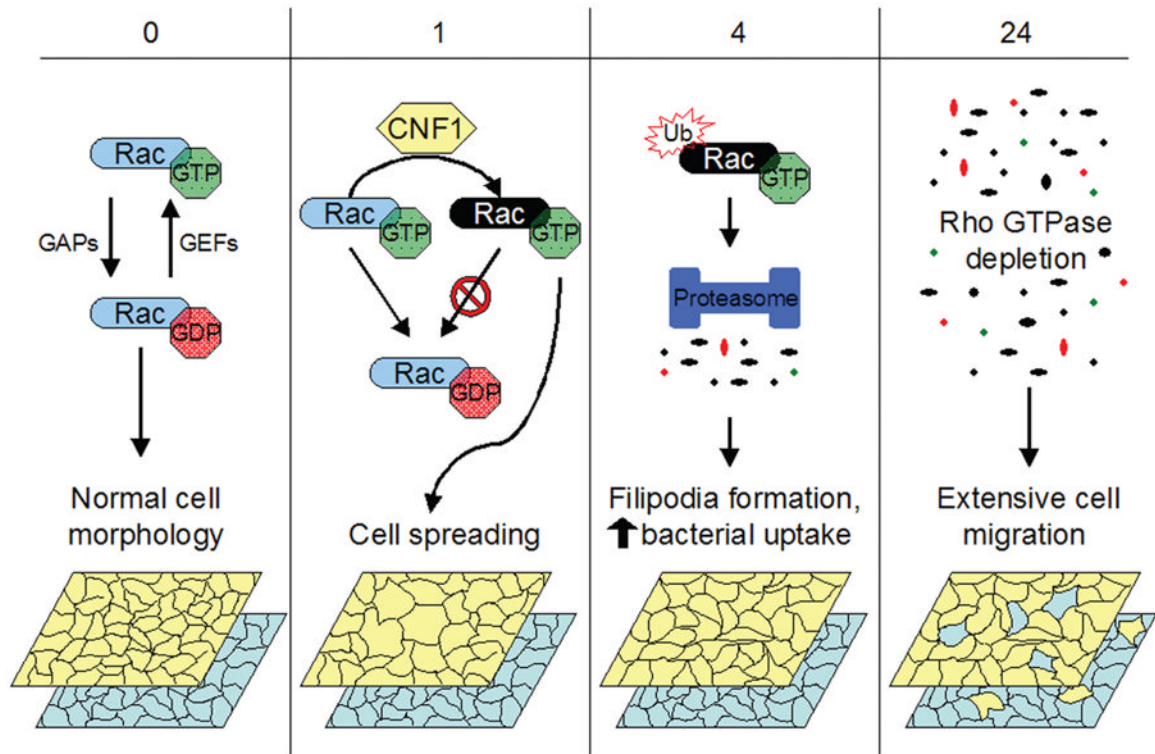 0
Rac
GTP
GAPs
GEFs
Rac
GDP
Normal cell
morphology
1
CNF1
Rac
GTP
Rac
GTP
Rac
GDP
Cell spreading
4
Ub
Rac
GTP
Proteasome
Filipodia formation,
bacterial uptake
24
Rho GTPase
depletion
Extensive cell
migration